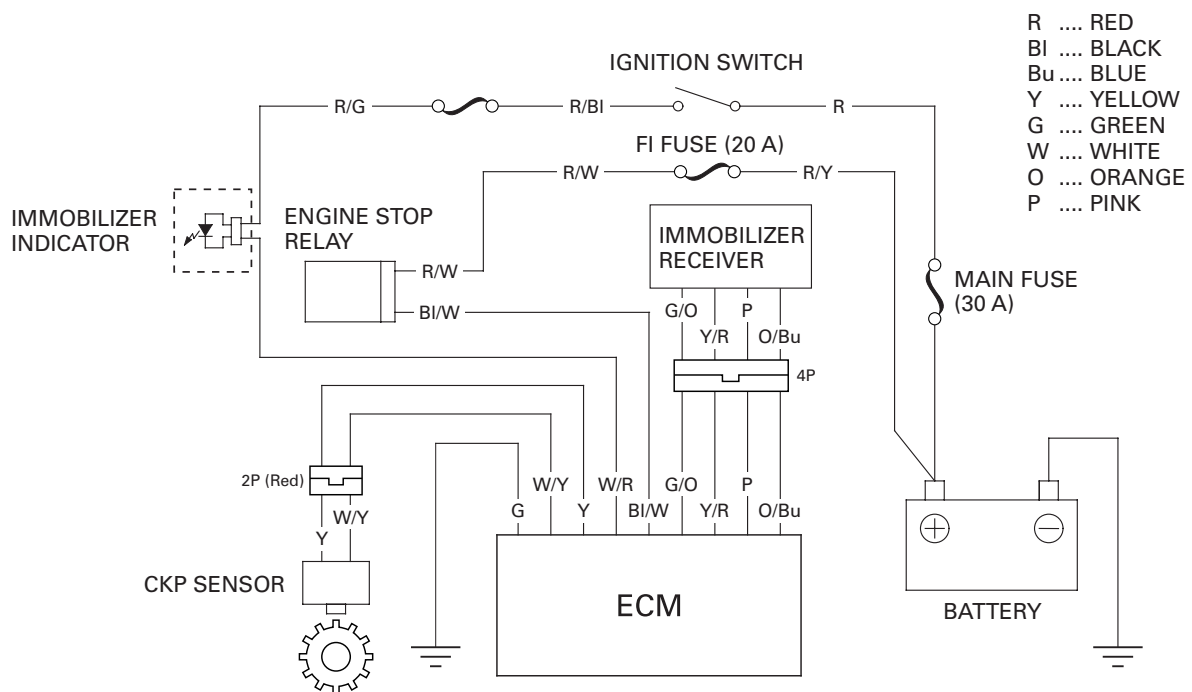 R .... RED
Bl .... BLACK
Bu .... BLUE
Y .... YELLOW
G .... GREEN
W .... WHITE
O .... ORANGE
P .... PINK
IGNITION SWITCH
R/G
R/Bl
R
FI FUSE (20 A)
R/W
R/Y
IMMOBILIZER
INDICATOR
ENGINE STOP
RELAY
R/W
Bl/W
IMMOBILIZER
RECEIVER
MAIN FUSE
(30 A)
G/O
P
Y/R
O/Bu
4P
2P (Red)
W/Y
W/R
G/O
P
G
Y
Bl/W
Y/R
O/Bu
W/Y
Y
CKP SENSOR
ECM
BATTERY